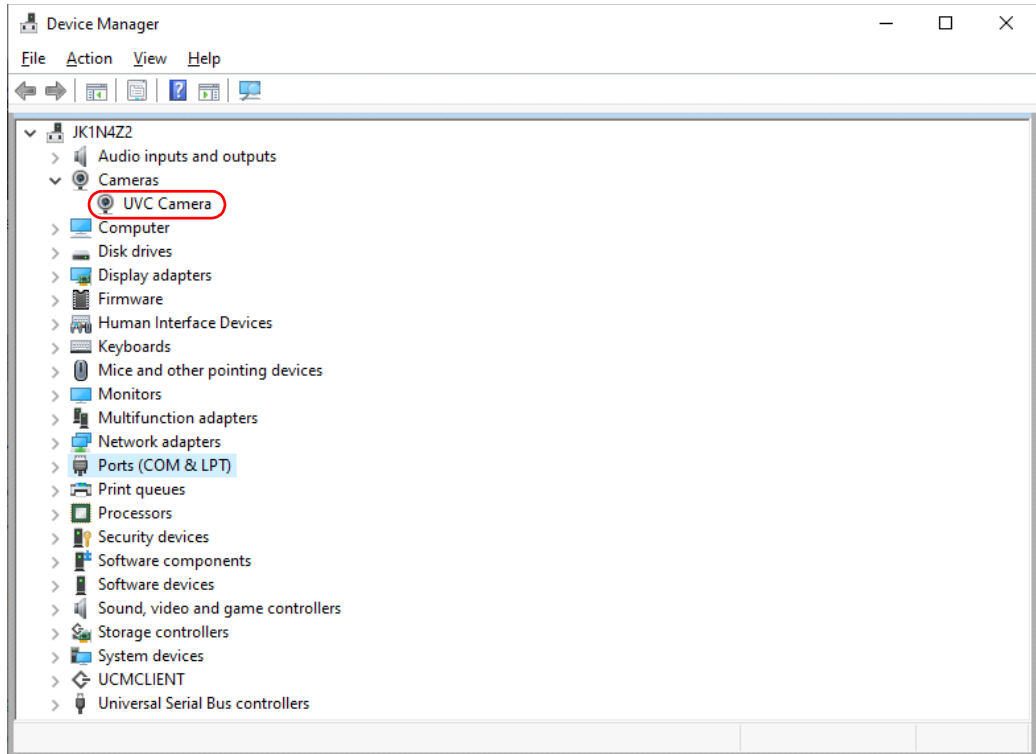 Device Manager
File Action View Help
JK1N4Z2
Audio inputs and outputs
Cameras
UVC Camera
Computer
Disk drives
Display adapters
Firmware
Human Interface Devices
Keyboards
Mice and other pointing devices
Monitors
Multifunction adapters
Network adapters
Ports (COM & LPT)
Print queues
Processors
Security devices
Software components
Software devices
Sound, video and game controllers
Storage controllers
System devices
UCMCLIENT
Universal Serial Bus controllers